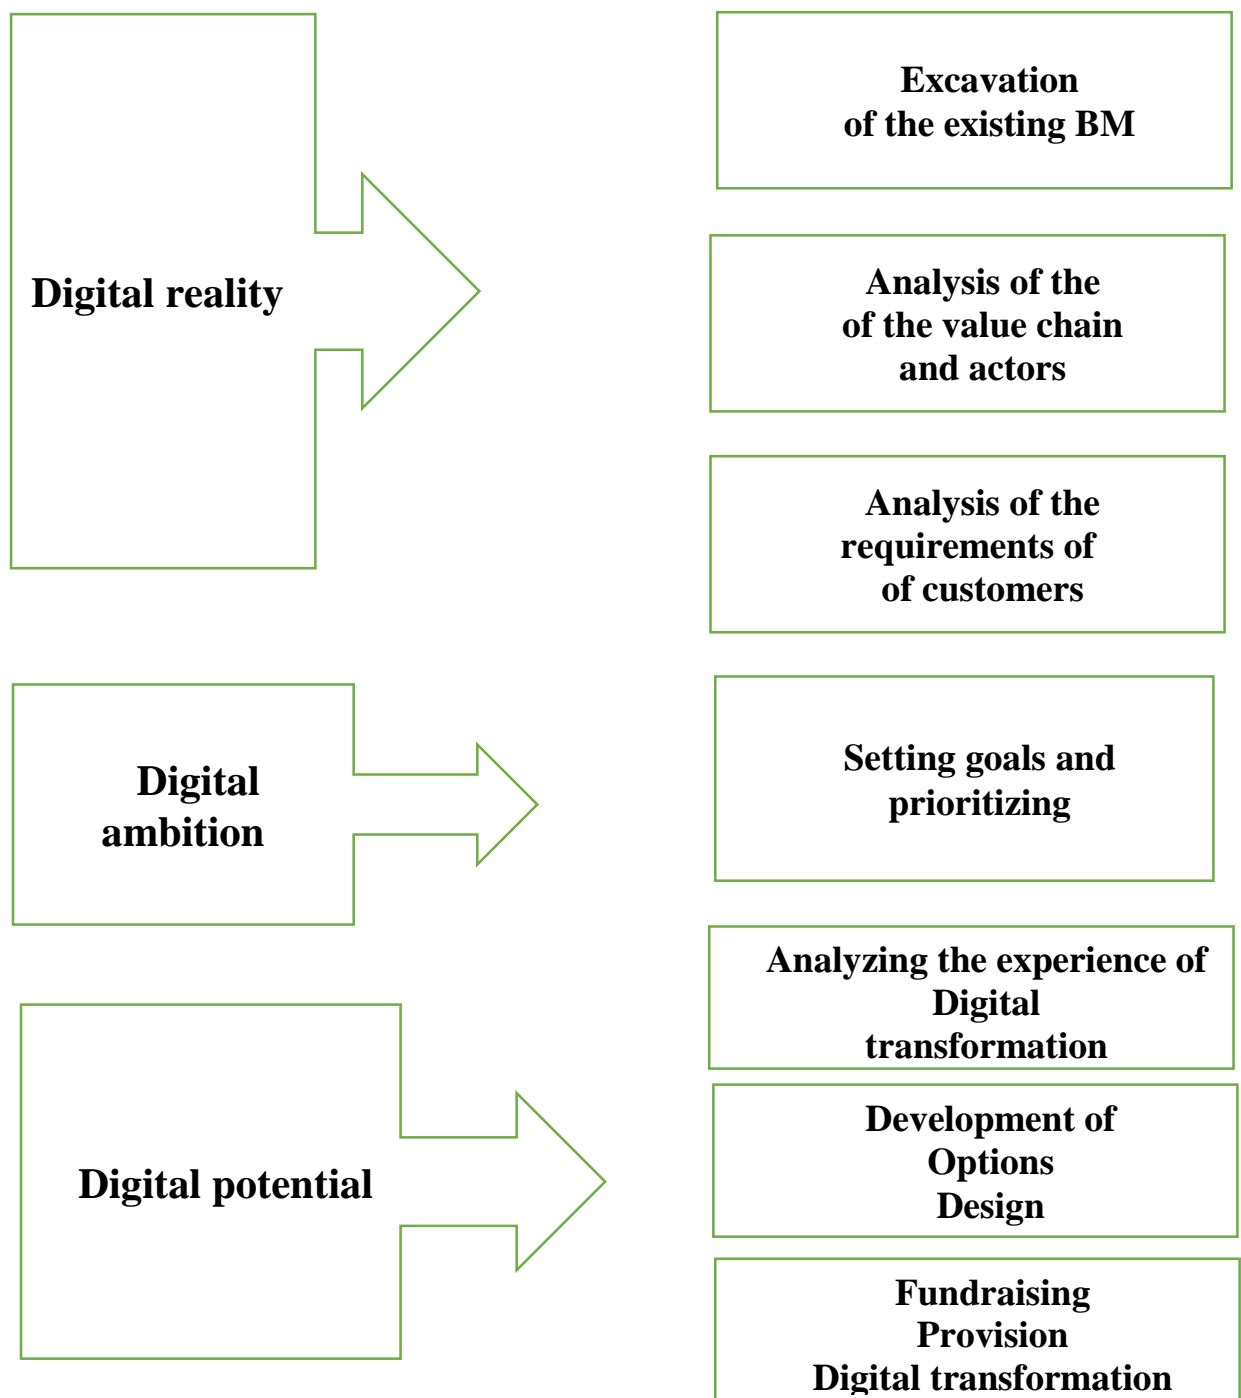 Digital reality
Excavation
of the existing BM
Analysis of the
of the value chain
and actors
Analysis of the
requirements of
of customers
Digital
ambition
Setting goals and
prioritizing
Digital potential
Analyzing the experience of
Digital
transformation
Development of
Options
Design
Fundraising
Provision
Digital transformation